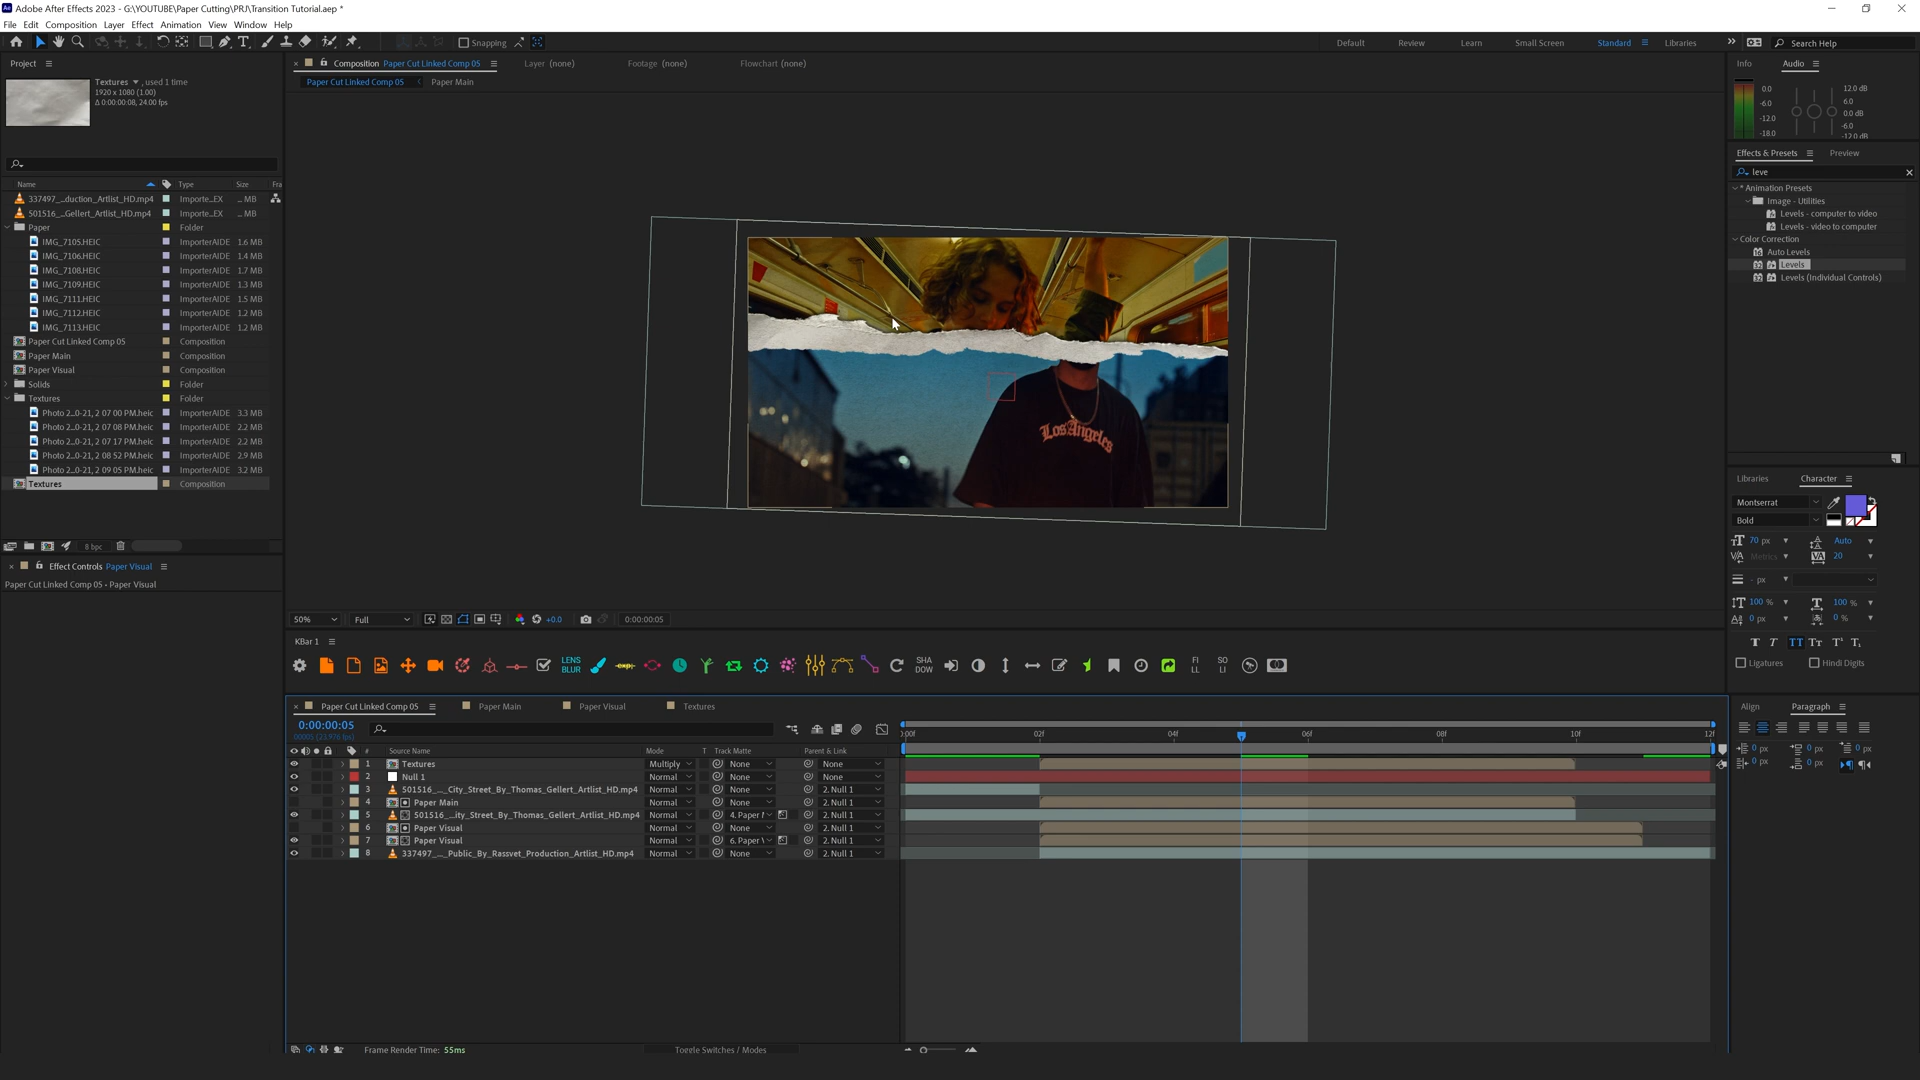 Adobe After Effects 2023 - G:\YOUTUBE\Paper Cutting\PRJ\Transition Tutorial.aep *
File Edit Composition Layer Effect Animation View Window Help
Snapping
Default Review Learn Small Screen Standard Libraries Search Help
Project
Textures , used 1 time
1920 x 1080 (1.00)
Δ 0:00:00:08, 24.00 fps
Name Type Size Fra
337497_...duction_Artlist_HD.mp4 Importe...EX ... MB
501516_...Gellert_Artlist_HD.mp4 Importe...EX ... MB
Paper Folder
IMG_7105.HEIC ImporterAIDE 1.6 MB
IMG_7106.HEIC ImporterAIDE 1.4 MB
IMG_7108.HEIC ImporterAIDE 1.7 MB
IMG_7109.HEIC ImporterAIDE 1.3 MB
IMG_7111.HEIC ImporterAIDE 1.5 MB
IMG_7112.HEIC ImporterAIDE 1.2 MB
IMG_7113.HEIC ImporterAIDE 1.2 MB
Paper Cut Linked Comp 05 Composition
Paper Main Composition
Paper Visual Composition
Solids Folder
Textures Folder
Photo 2...0-21, 2 07 00 PM.heic ImporterAIDE 3.3 MB
Photo 2...0-21, 2 07 08 PM.heic ImporterAIDE 2.2 MB
Photo 2...0-21, 2 07 17 PM.heic ImporterAIDE 2.2 MB
Photo 2...0-21, 2 08 52 PM.heic ImporterAIDE 2.9 MB
Photo 2...0-21, 2 09 05 PM.heic ImporterAIDE 3.2 MB
Textures Composition
8 bpc
Effect Controls Paper Visual
Paper Cut Linked Comp 05 • Paper Visual
Composition Paper Cut Linked Comp 05 Layer (none) Footage (none) Flowchart (none)
Paper Cut Linked Comp 05 Paper Main
Los Angeles
50% Full +0.0 0:00:00:05
KBar 1
LENS BLUR
SHA DOW
FI LL
SO LI
Info Audio
0.0 12.0 dB
-6.0 6.0
-12.0 0.0 dB
-18.0 -6.0
-12.0 dB
Effects & Presets Preview
leve
* Animation Presets
Image - Utilities
Levels - computer to video
Levels - video to computer
Color Correction
Auto Levels
Levels
Levels (Individual Controls)
Libraries Character
Montserrat
Bold
70 px Auto
Metrics 20
- px
100 % 100 %
0 px 0 %
T T TT Tт T¹ T₁
Ligatures Hindi Digits
Align Paragraph
0 px 0 px 0 px
0 px 0 px
Paper Cut Linked Comp 05 Paper Main Paper Visual Textures
0:00:00:05
00005 (23.976 fps)
# Source Name Mode T Track Matte Parent & Link
:00f 02f 04f 06f 08f 10f 12f
1 Textures Multiply None None
2 Null 1 Normal None None
3 501516_..._City_Street_By_Thomas_Gellert_Artlist_HD.mp4 Normal None 2. Null 1
4 Paper Main Normal None 2. Null 1
5 501516_...ity_Street_By_Thomas_Gellert_Artlist_HD.mp4 Normal 4. Paper 2. Null 1
6 Paper Visual Normal None 2. Null 1
7 Paper Visual Normal 6. Paper 2. Null 1
8 337497_..._Public_By_Rassvet_Production_Artlist_HD.mp4 Normal None 2. Null 1
Frame Render Time: 55ms Toggle Switches / Modes